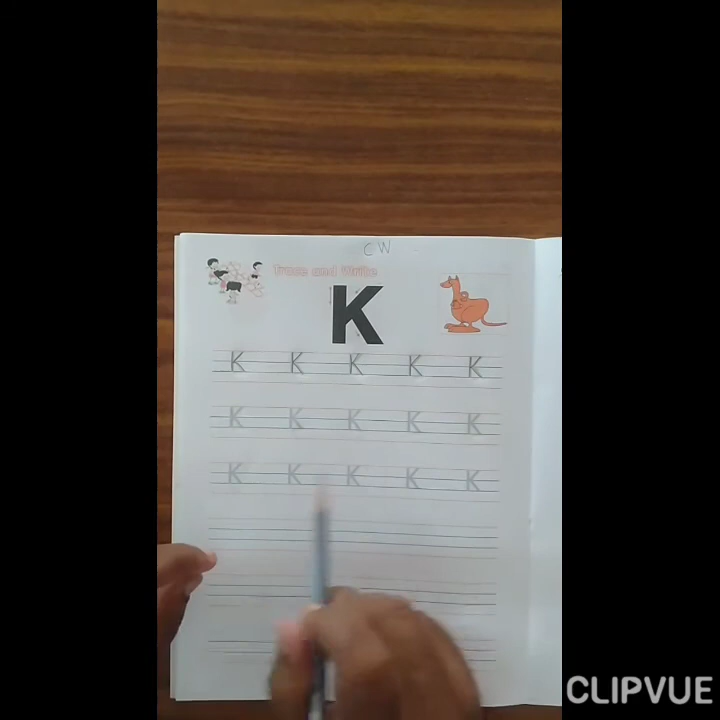 CW
Trace and Write
K
K K K K K
K K K K K
K K K K K
CLIPVUE